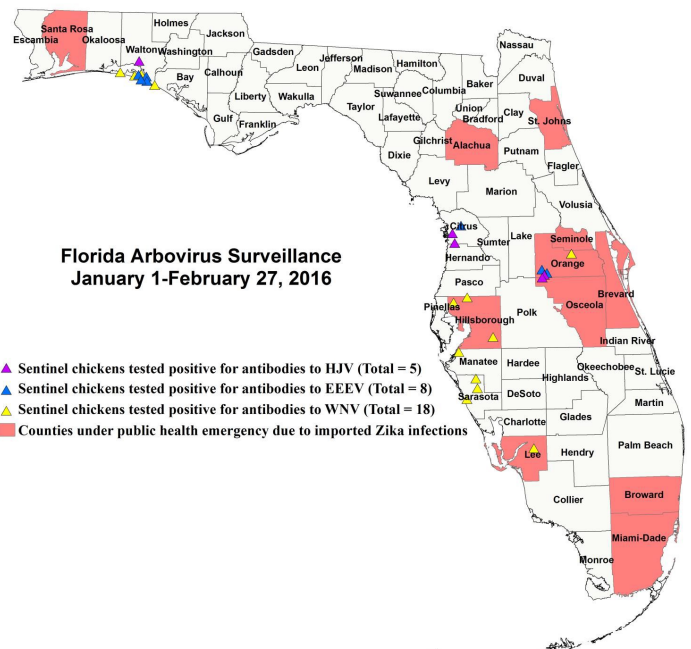 Holmes
Santa Rosa
Jackson
Escambia
Okaloosa
Walton
Washington
Nassau
Gadsden
Jefferson
Hamilton
Leon
Madison
Duval
Bay
Calhoun
Baker
Suwannee
Columbia
Liberty
Wakulla
Union
Taylor
Clay
St. Johns
Gulf
Lafayette
Bradford
Franklin
Gilchrist
Alachua
Putnam
Dixie
Flagler
Levy
Marion
Volusia
Citrus
Lake
Sumter
Seminole
Hernando
Orange
Florida Arbovirus Surveillance
January 1-February 27, 2016
Pasco
Brevard
Osceola
Pinellas
Polk
Hillsborough
Indian River
Manatee
Hardee
Okeechobee
St. Lucie
Highlands
Sarasota
DeSoto
Martin
Glades
Charlotte
Sentinel chickens tested positive for antibodies to HJV (Total = 5)
Sentinel chickens tested positive for antibodies to EEEV (Total = 8)
Sentinel chickens tested positive for antibodies to WNV (Total = 18)
Counties under public health emergency due to imported Zika infections
Palm Beach
Lee
Hendry
Broward
Collier
Miami-Dade
Monroe